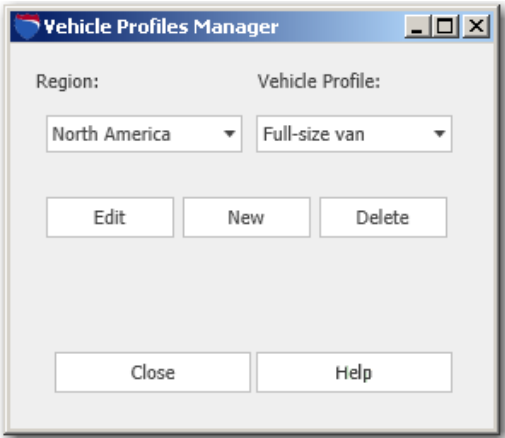 Vehicle Profiles Manager
Region: Vehicle Profile:
North America Full-size van
Edit New Delete
Close Help